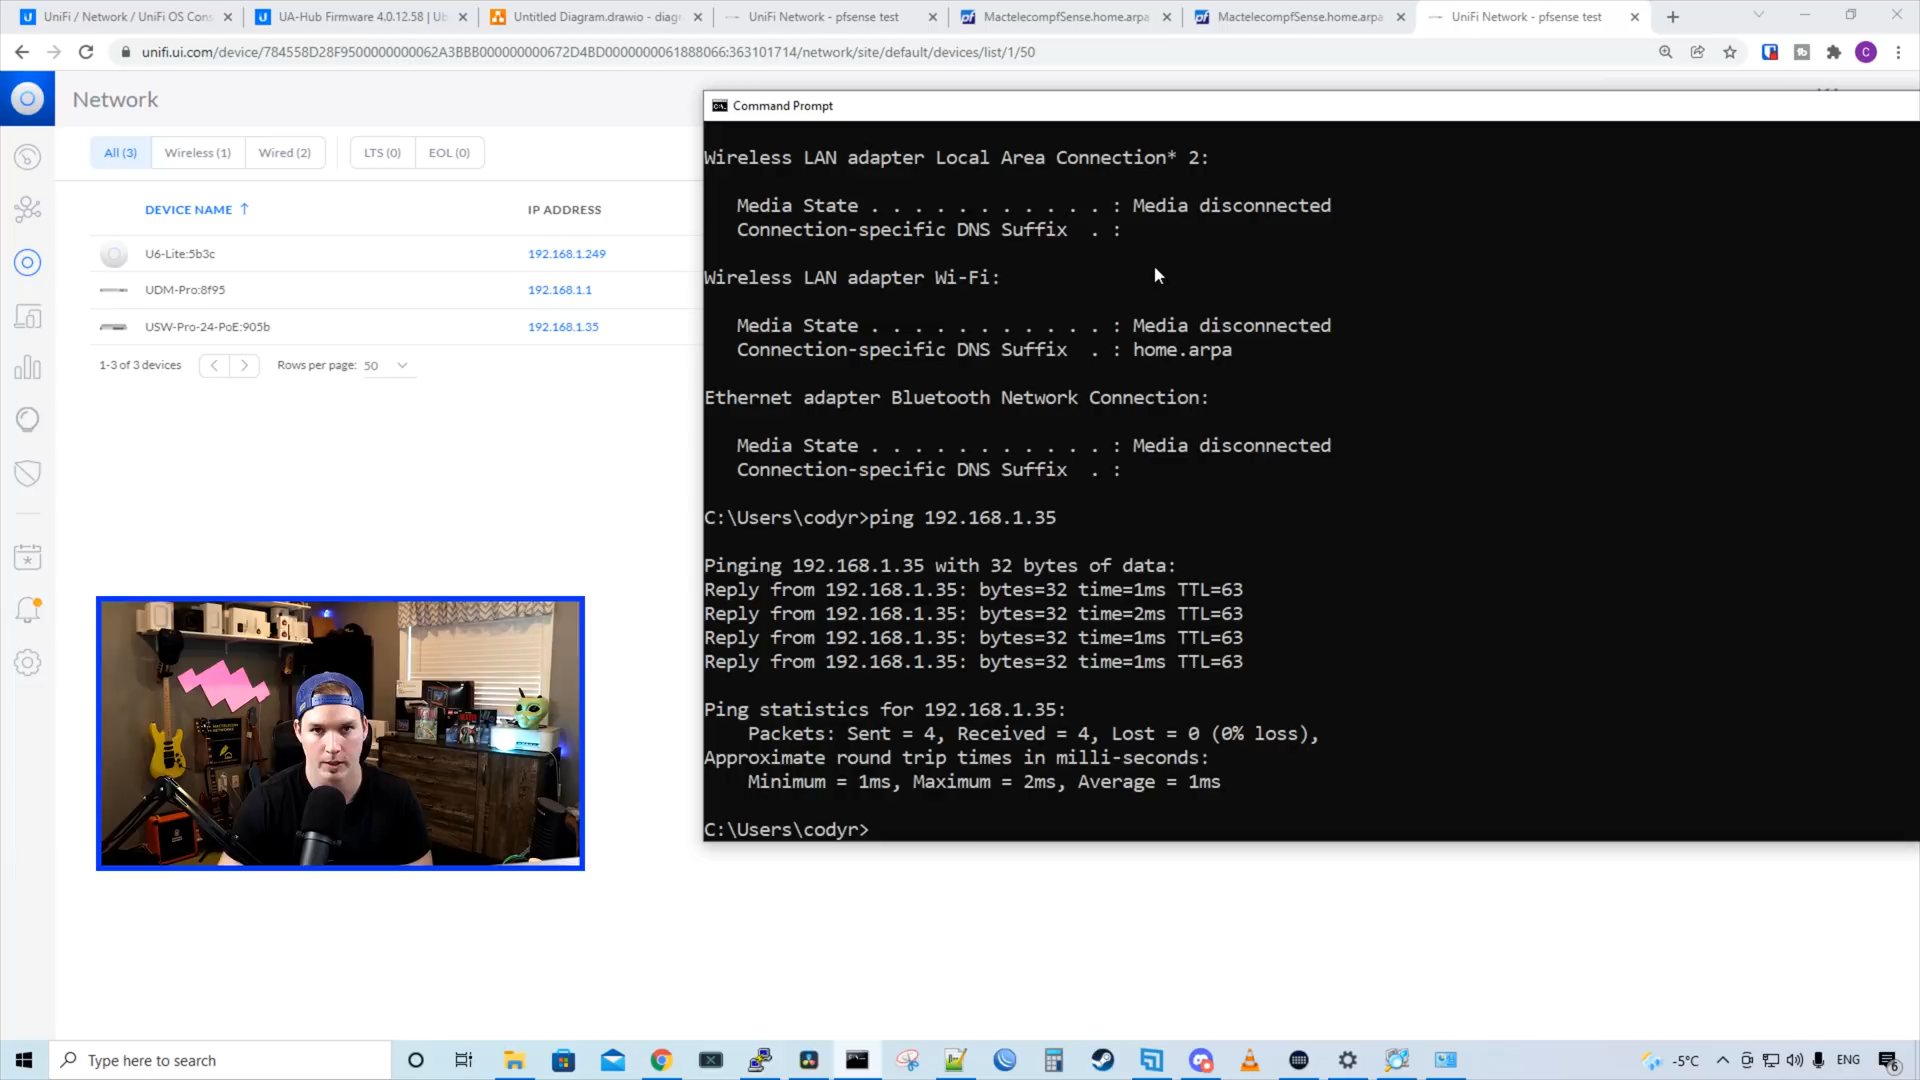 UniFi / Network / UniFi OS Cons
UA-Hub Firmware 4.0.12.58 | Ub
Untitled Diagram.drawio - diagr
UniFi Network - pfsense test
MactelecompfSense.home.arpa
MactelecompfSense.home.arpa
UniFi Network - pfsense test
unifi.ui.com/device/784558D28F9500000000062A3BBB000000000672D4BD0000000061888066:363101714/network/site/default/devices/list/1/50
C
Network
All (3)
Wireless (1)
Wired (2)
LTS (0)
EOL (0)
DEVICE NAME ↑
IP ADDRESS
U6-Lite:5b3c
192.168.1.249
UDM-Pro:8f95
192.168.1.1
USW-Pro-24-PoE:905b
192.168.1.35
1-3 of 3 devices
Rows per page: 50
Command Prompt
Wireless LAN adapter Local Area Connection* 2:
Media State . . . . . . . . . . . : Media disconnected
Connection-specific DNS Suffix . :
Wireless LAN adapter Wi-Fi:
Media State . . . . . . . . . . . : Media disconnected
Connection-specific DNS Suffix . : home.arpa
Ethernet adapter Bluetooth Network Connection:
Media State . . . . . . . . . . . : Media disconnected
Connection-specific DNS Suffix . :
C:\Users\codyr>ping 192.168.1.35
Pinging 192.168.1.35 with 32 bytes of data:
Reply from 192.168.1.35: bytes=32 time=1ms TTL=63
Reply from 192.168.1.35: bytes=32 time=2ms TTL=63
Reply from 192.168.1.35: bytes=32 time=1ms TTL=63
Reply from 192.168.1.35: bytes=32 time=1ms TTL=63
Ping statistics for 192.168.1.35:
Packets: Sent = 4, Received = 4, Lost = 0 (0% loss),
Approximate round trip times in milli-seconds:
Minimum = 1ms, Maximum = 2ms, Average = 1ms
C:\Users\codyr>
Type here to search
-5°C
ENG
6